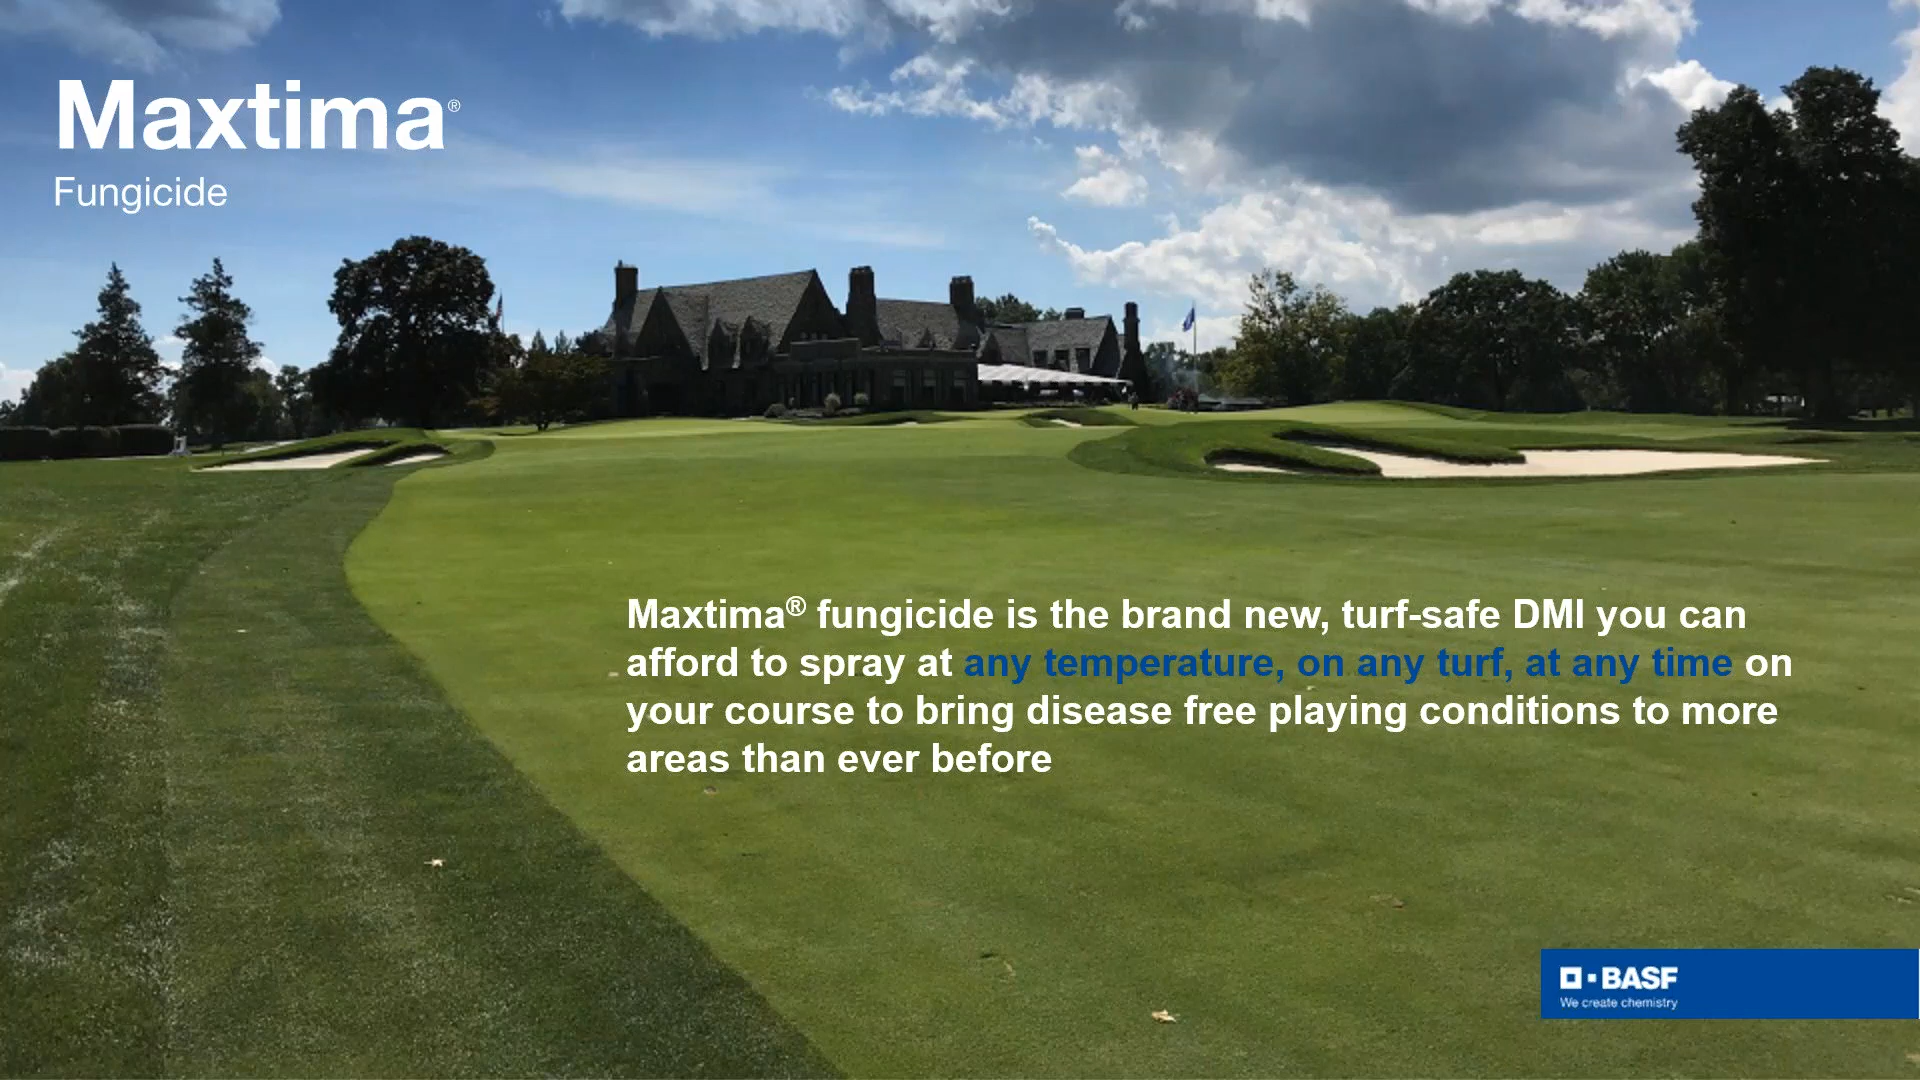 Maxtima®
Fungicide
Maxtima® fungicide is the brand new, turf-safe DMI you can
afford to spray at any temperature, on any turf, at any time on
your course to bring disease free playing conditions to more
areas than ever before
BASF
We create chemistry